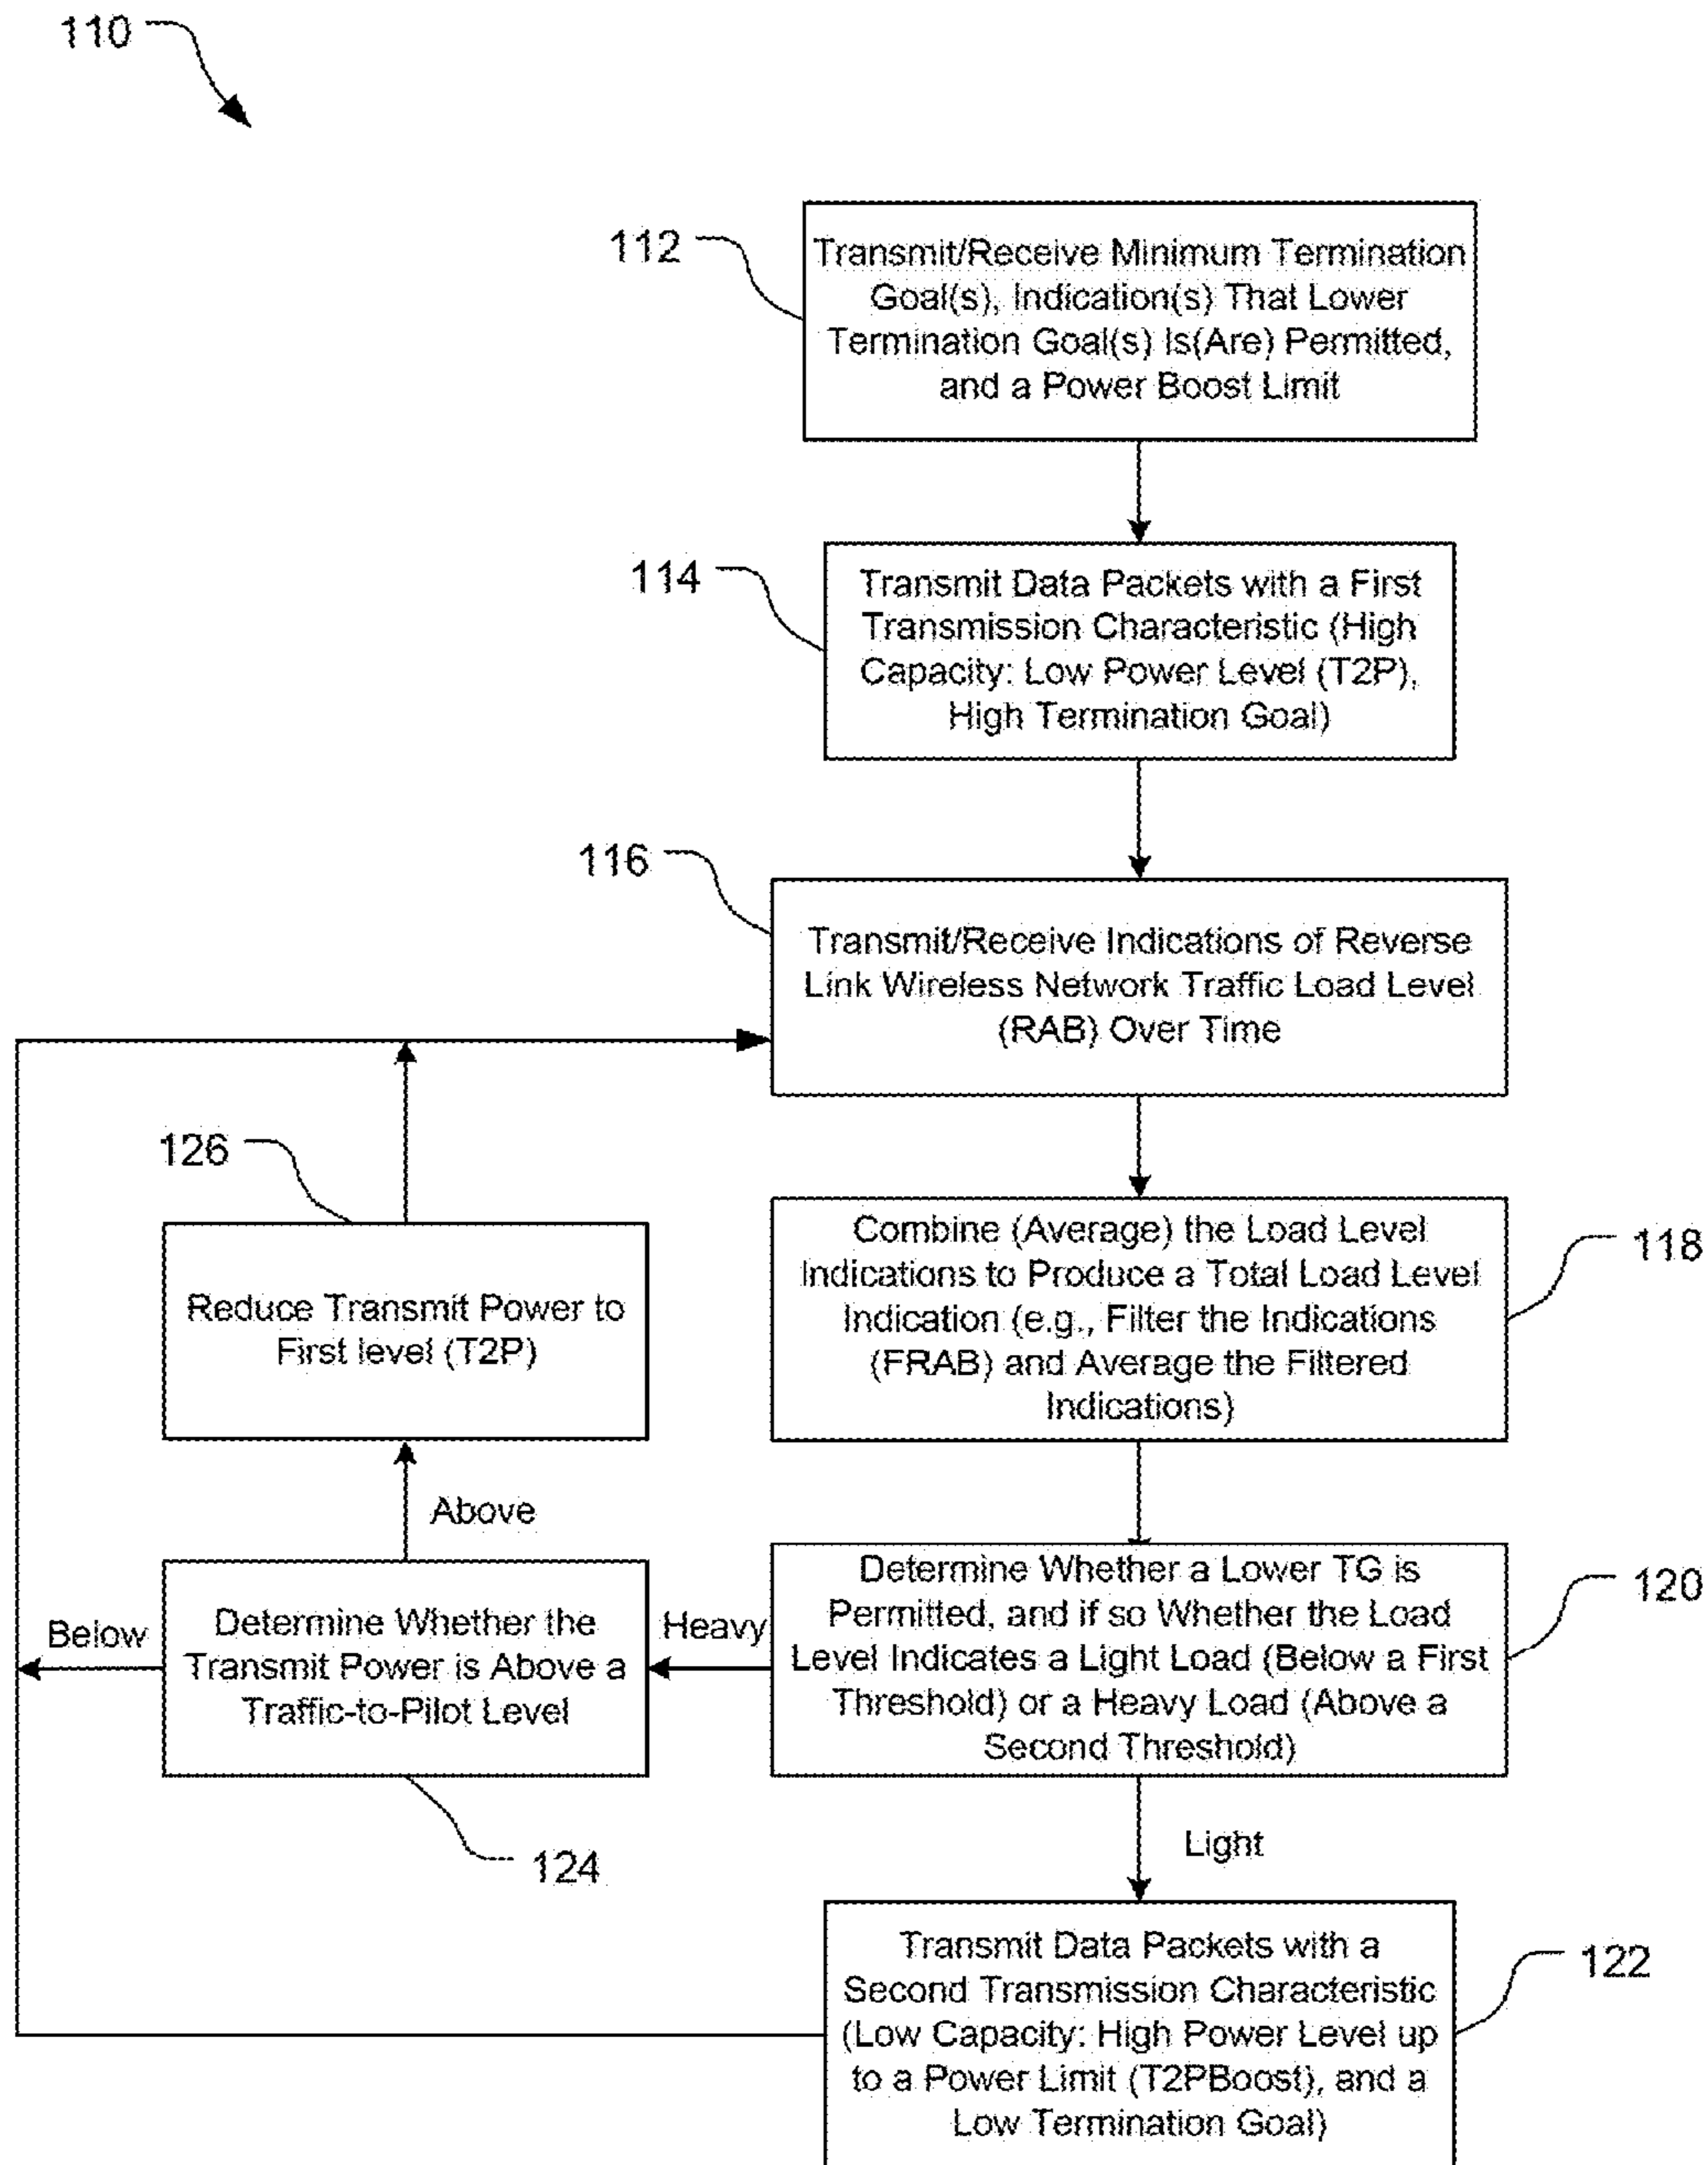 110
112
Transmit/Receive Minimum Termination
Goal(s), Indication(s) That Lower
Termination Goal(s) Is(Are) Permitted,
and a Power Boost Limit
114
Transmit Data Packets with a First
Transmission Characteristic (High
Capacity: Low Power Level (T2P),
High Termination Goal)
116
Transmit/Receive Indications of Reverse
Link Wireless Network Traffic Load Level
(RAB) Over Time
118
Combine (Average) the Load Level
Indications to Produce a Total Load Level
Indication (e.g., Filter the Indications
(FRAB) and Average the Filtered
Indications)
126
Reduce Transmit Power to
First level (T2P)
Above
120
Determine Whether a Lower TG is
Permitted, and if so Whether the Load
Level Indicates a Light Load (Below a First
Threshold) or a Heavy Load (Above a
Second Threshold)
Heavy
Determine Whether the
Transmit Power is Above a
Traffic-to-Pilot Level
Below
124
Light
122
Transmit Data Packets with a
Second Transmission Characteristic
(Low Capacity: High Power Level up
to a Power Limit (T2PBoost), and a
Low Termination Goal)